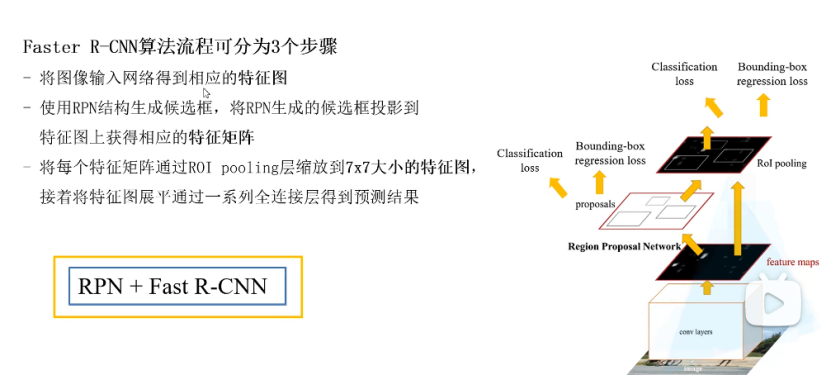 Faster R-CNN算法流程可分为3个步骤
- 将图像输入网络得到相应的特征图
- 使用RPN结构生成候选框，将RPN生成的候选框投影到
特征图上获得相应的特征矩阵
- 将每个特征矩阵通过ROI pooling层缩放到7x7大小的特征图，
接着将特征图展平通过一系列全连接层得到预测结果
RPN + Fast R-CNN
Classification
loss
Bounding-box
regression loss
RoI pooling
Classification
loss
Bounding-box
regression loss
proposals
Region Proposal Network
feature maps
conv layers
image